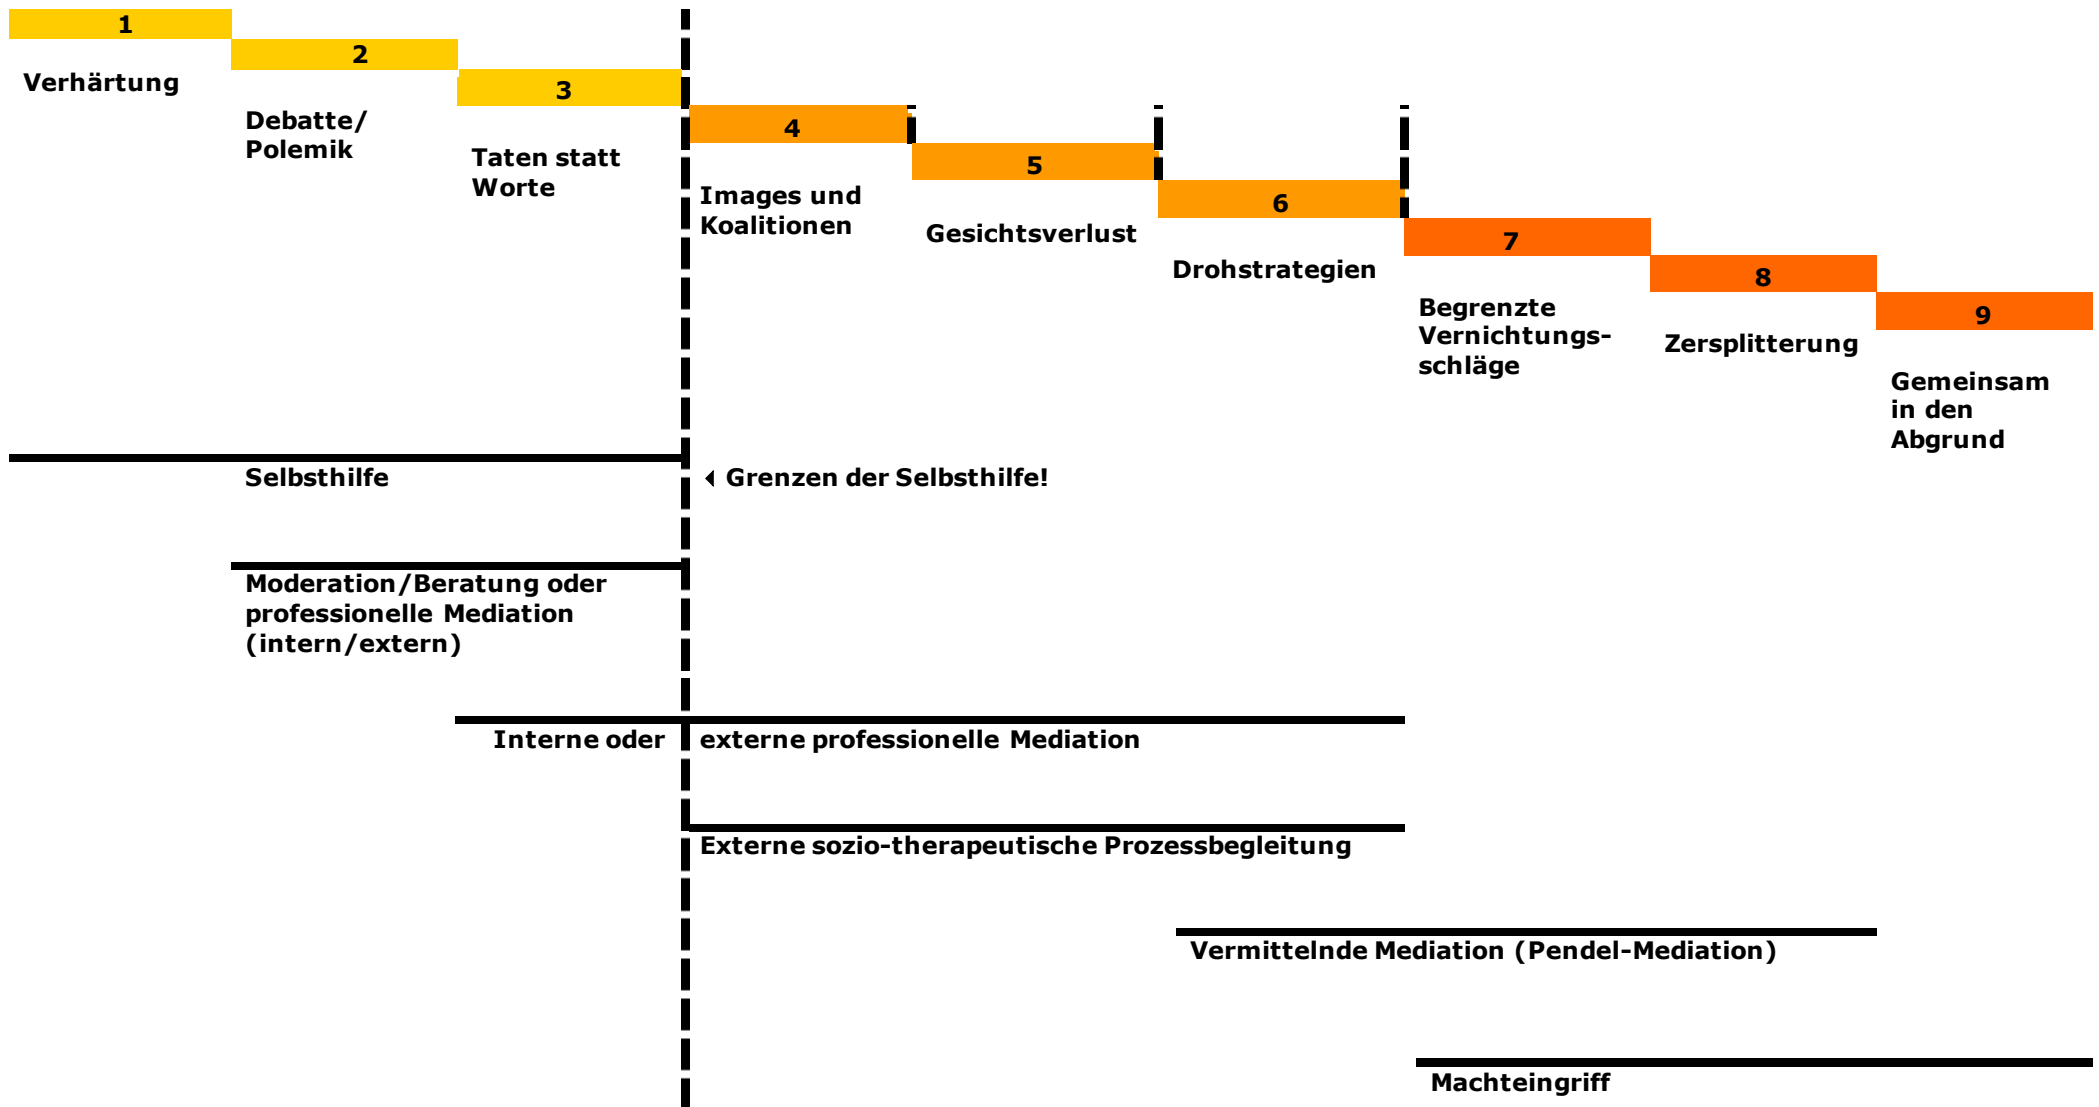 1
Verhärtung
2
Debatte/
Polemik
3
Taten statt
Worte
4
Images und
Koalitionen
5
Gesichtsverlust
6
Drohstrategien
7
Begrenzte
Vernichtungs-
schläge
8
Zersplitterung
9
Gemeinsam
in den
Abgrund
Selbsthilfe
Grenzen der Selbsthilfe!
Moderation/Beratung oder
professionelle Mediation
(intern/extern)
Interne oder externe professionelle Mediation
Externe sozio-therapeutische Prozessbegleitung
Vermittelnde Mediation (Pendel-Mediation)
Machteingriff